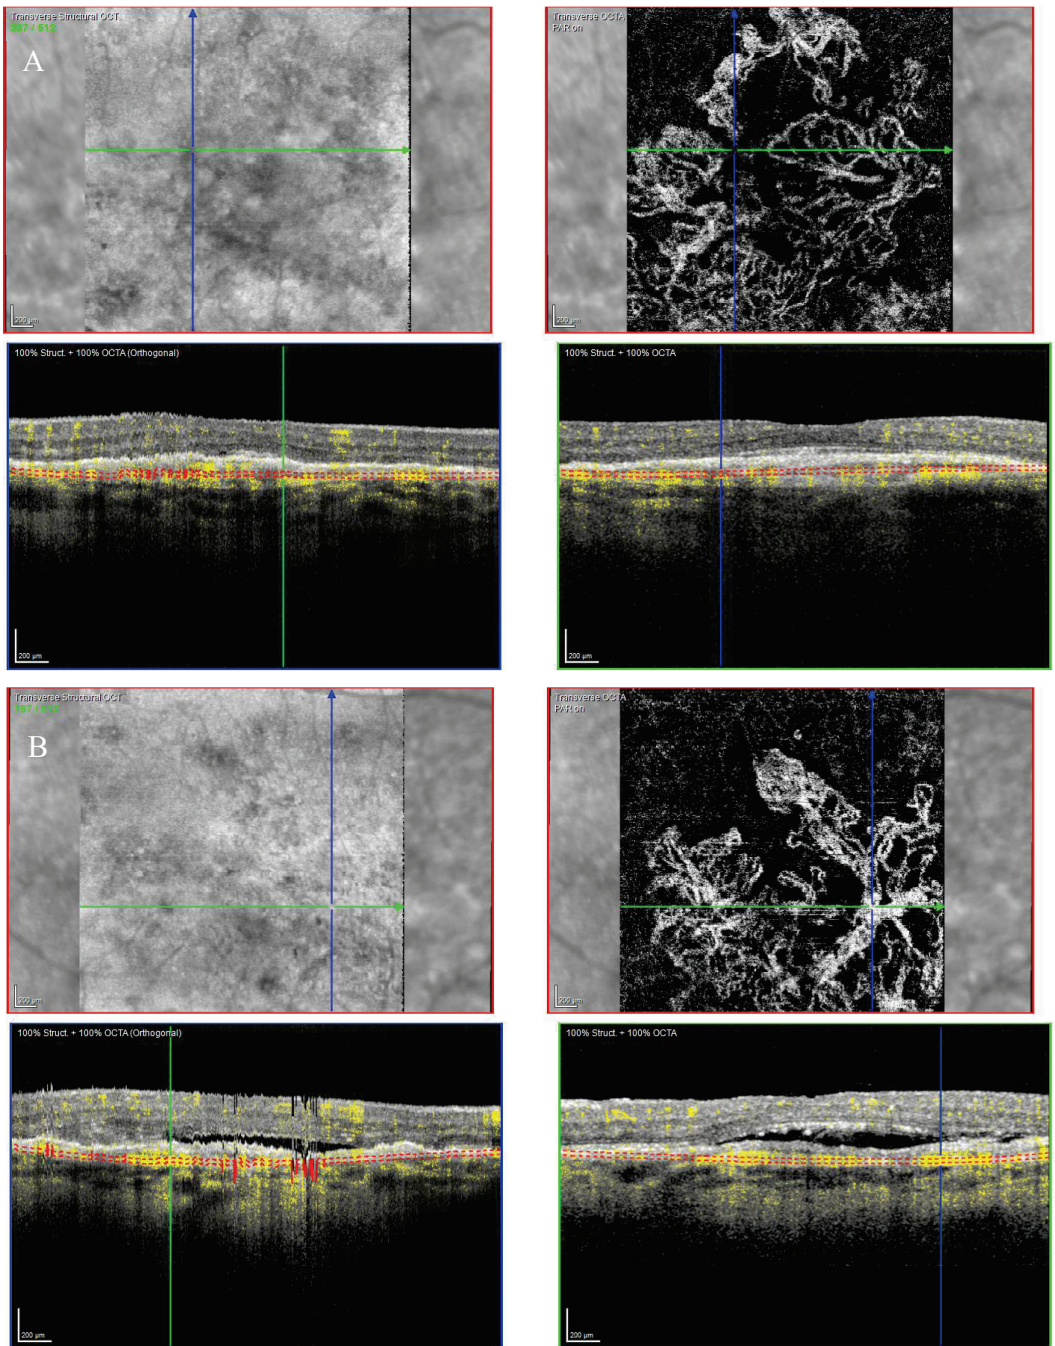 Transverse Structural OCT
287 / 512
A
200 µm
Transverse OCTA
PAR on
200 µm
100% Struct. + 100% OCTA (Orthogonal)
200 µm
100% Struct. + 100% OCTA
200 µm
Transverse Structural OCT
B
200 µm
Transverse OCTA
PAR on
200 µm
100% Struct. + 100% OCTA (Orthogonal)
200 µm
100% Struct. + 100% OCTA
200 µm